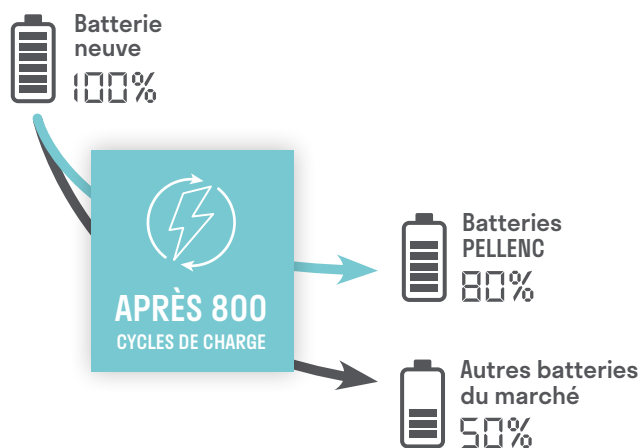 Batterie
neuve
100%
APRÈS 800
CYCLES DE CHARGE
Batteries
PELLENC
80%
Autres batteries
du marché
50%